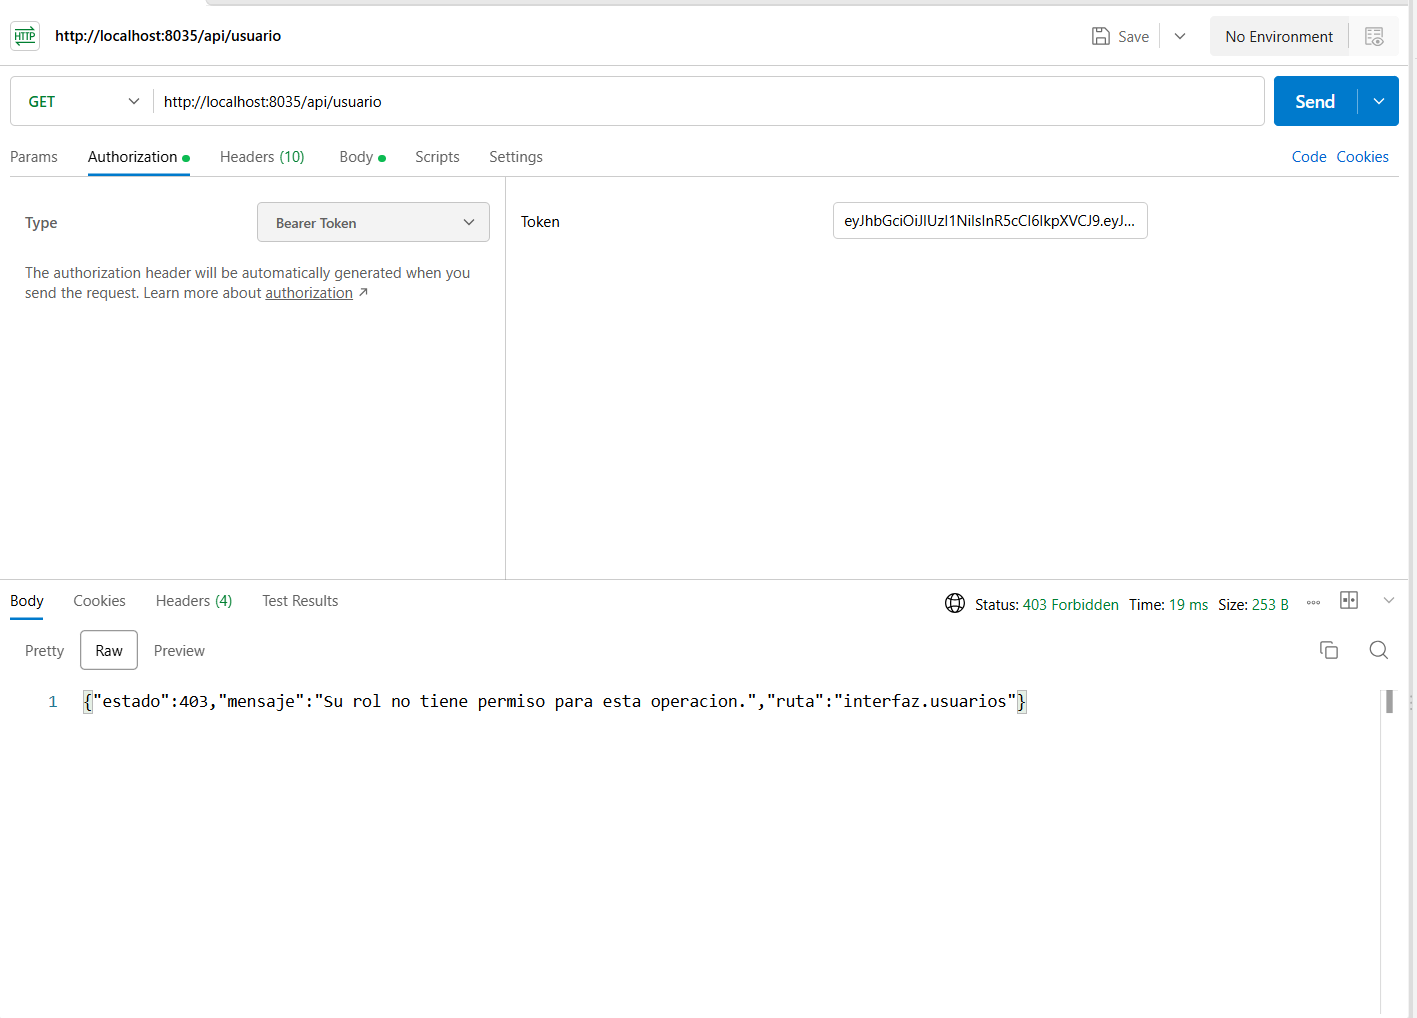 HTTP http://localhost:8035/api/usuario Save No Environment
GET http://localhost:8035/api/usuario Send
Params Authorization Headers (10) Body Scripts Settings Code Cookies
Type Bearer Token Token eyJhbGciOiJIUzI1NiIsInR5cCI6IkpXVCJ9.eyJ...
The authorization header will be automatically generated when you
send the request. Learn more about authorization ↗
Body Cookies Headers (4) Test Results Status: 403 Forbidden Time: 19 ms Size: 253 B
Pretty Raw Preview
1 {"estado":403,"mensaje":"Su rol no tiene permiso para esta operacion.","ruta":"interfaz.usuarios"}